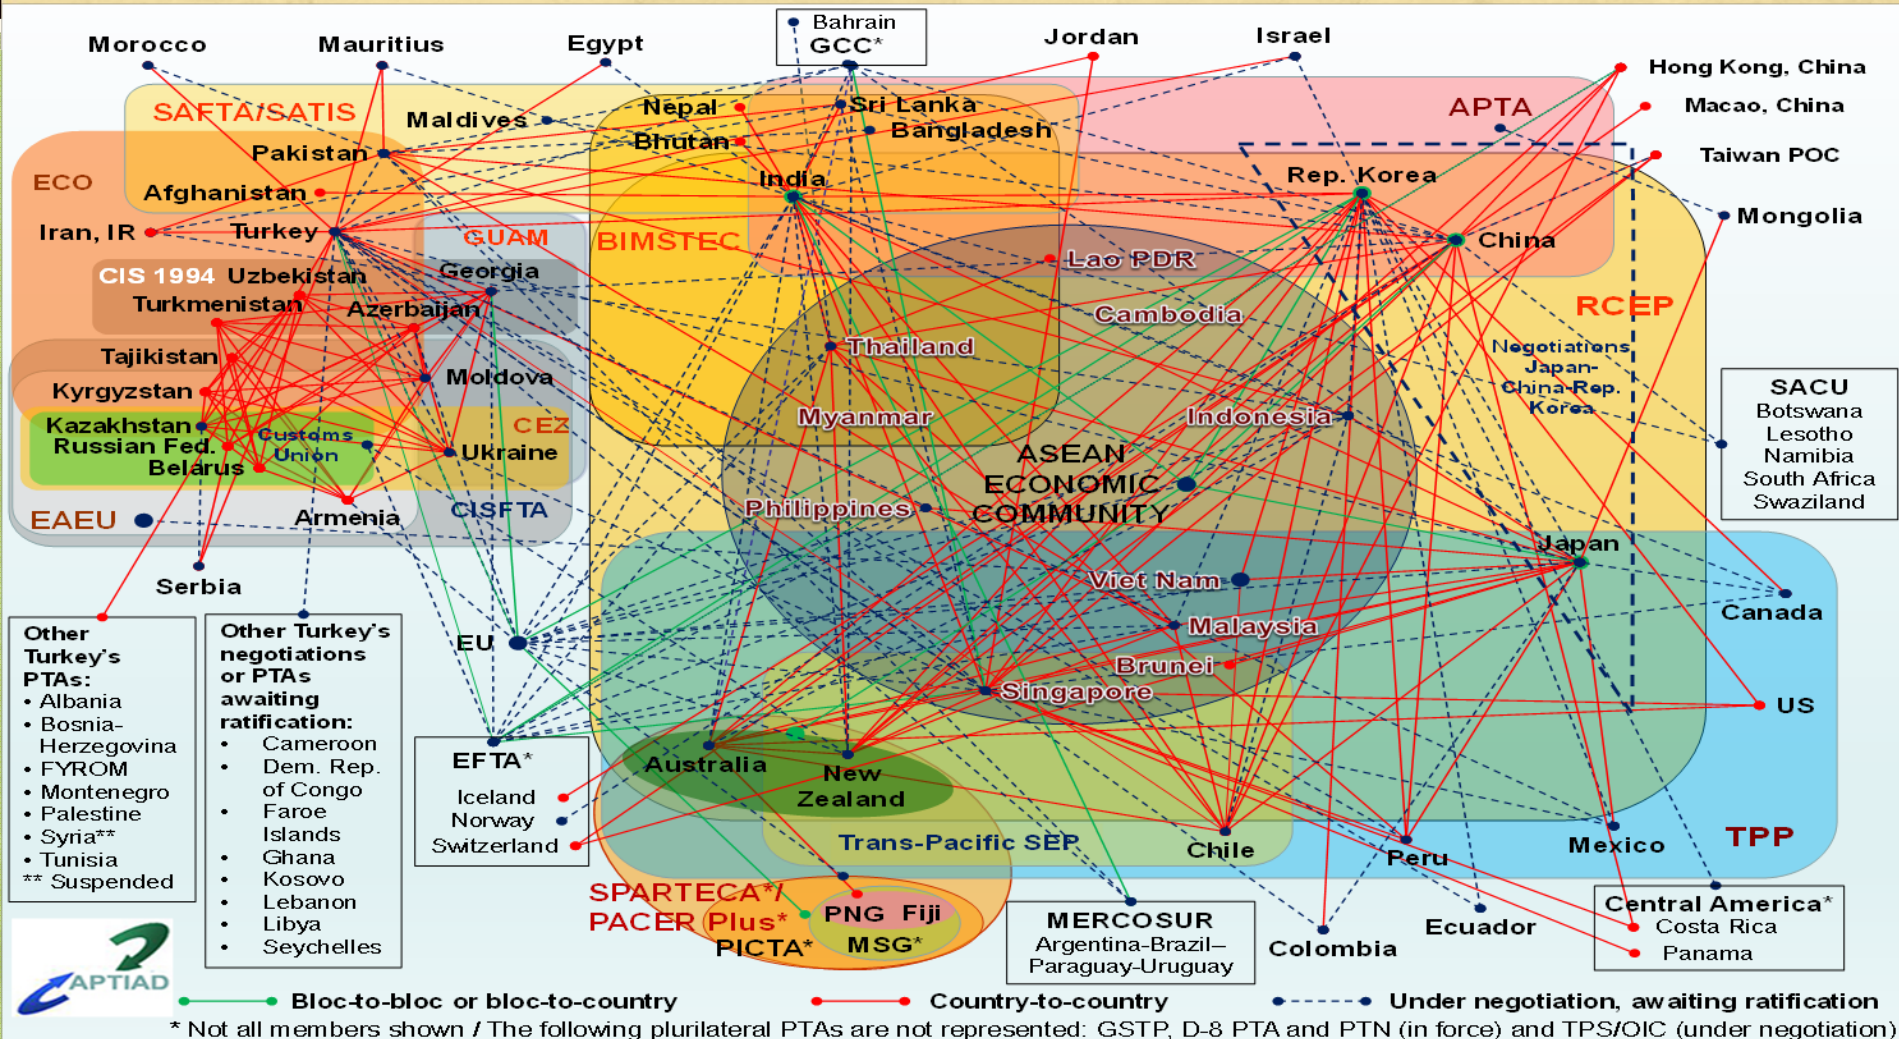 Morocco
Mauritius
Egypt
Bahrain
GCC*
Jordan
Israel
Hong Kong, China
Macao, China
Taiwan POC
Mongolia
SAFTA/SATIS
Maldives
Nepal
Sri Lanka
Bhutan
Bangladesh
APTA
Pakistan
ECO
Afghanistan
India
Rep. Korea
Iran, IR
Turkey
GUAM
BIMSTEC
China
CIS 1994
Uzbekistan
Georgia
Lao PDR
Turkmenistan
Azerbaijan
Cambodia
RCEP
Tajikistan
Thailand
Negotiations
Japan-
China-Rep.
Korea
Kyrgyzstan
Moldova
Myanmar
Indonesia
Kazakhstan
CEZ
Russian Fed.
Customs
Union
Ukraine
Belarus
ASEAN
ECONOMIC
COMMUNITY
SACU
Botswana
Lesotho
Namibia
South Africa
Swaziland
EAEU
Armenia
CISFTA
Philippines
Japan
Serbia
Viet Nam
Canada
Malaysia
EU
Brunei
Singapore
US
Other
Turkey's
PTAs:
• Albania
• Bosnia-
Herzegovina
• FYROM
• Montenegro
• Palestine
• Syria**
• Tunisia
** Suspended
Other Turkey's
negotiations
or PTAs
awaiting
ratification:
• Cameroon
• Dem. Rep.
of Congo
• Faroe
Islands
• Ghana
• Kosovo
• Lebanon
• Libya
• Seychelles
EFTA*
Iceland
Norway
Switzerland
Australia
New
Zealand
Trans-Pacific SEP
Chile
Peru
Mexico
TPP
SPARTECA*/
PACER Plus*
PICTA*
PNG Fiji
MSG*
MERCOSUR
Argentina-Brazil–
Paraguay-Uruguay
Colombia
Ecuador
Central America*
Costa Rica
Panama
APTIAD
Bloc-to-bloc or bloc-to-country
Country-to-country
Under negotiation, awaiting ratification
* Not all members shown / The following plurilateral PTAs are not represented: GSTP, D-8 PTA and PTN (in force) and TPS/OIC (under negotiation)